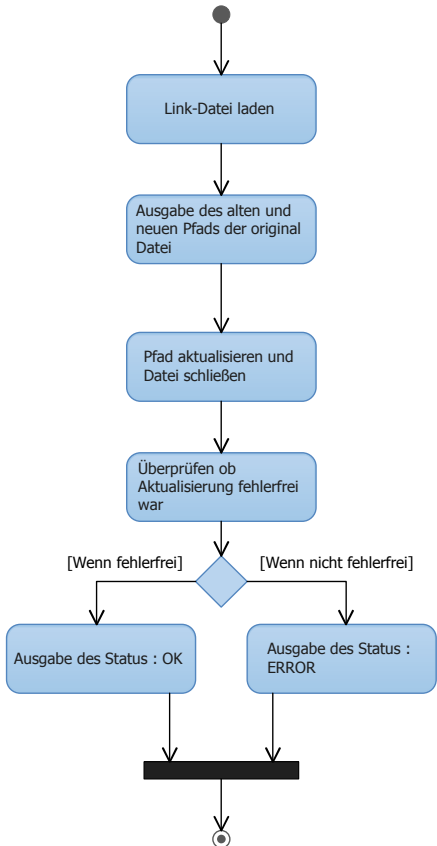 Link-Datei laden
Ausgabe des alten und
neuen Pfads der original
Datei
Pfad aktualisieren und
Datei schließen
Überprüfen ob
Aktualisierung fehlerfrei
war
[Wenn fehlerfrei]
[Wenn nicht fehlerfrei]
Ausgabe des Status : OK
Ausgabe des Status :
ERROR